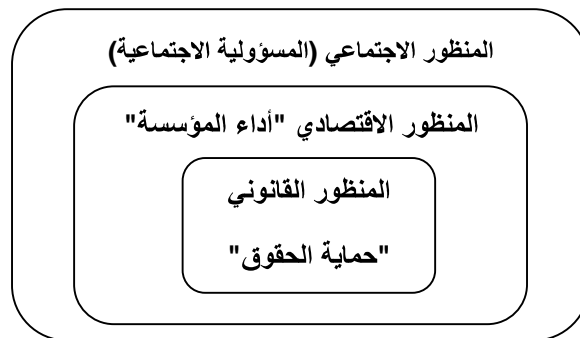 المنظور الاجتماعي (المسؤولية الاجتماعية)
المنظور الاقتصادي "أداء المؤسسة"
المنظور القانوني
"حماية الحقوق"